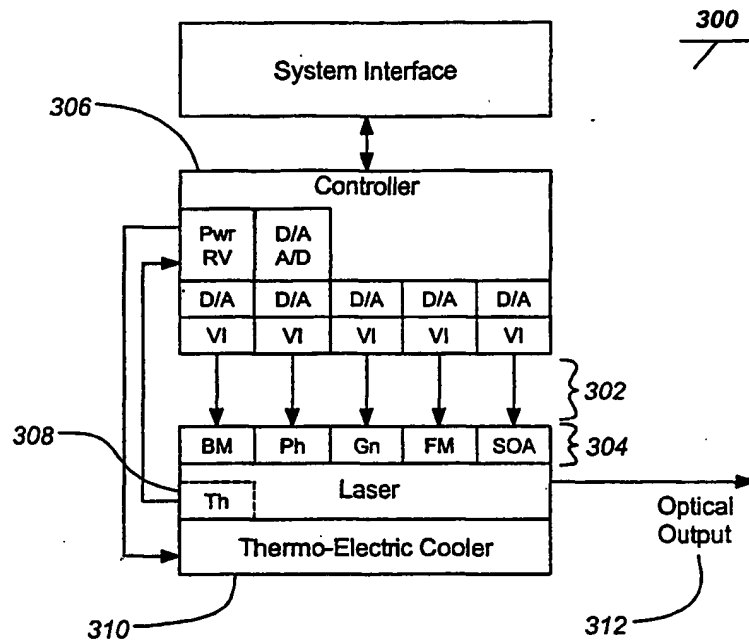 300
System Interface
306
Controller
Pwr D/A
RV A/D
D/A D/A D/A D/A D/A
VI VI VI VI VI
302
308
BM Ph Gn FM SOA
304
Laser
Th
Optical
Output
Thermo-Electric Cooler
310
312